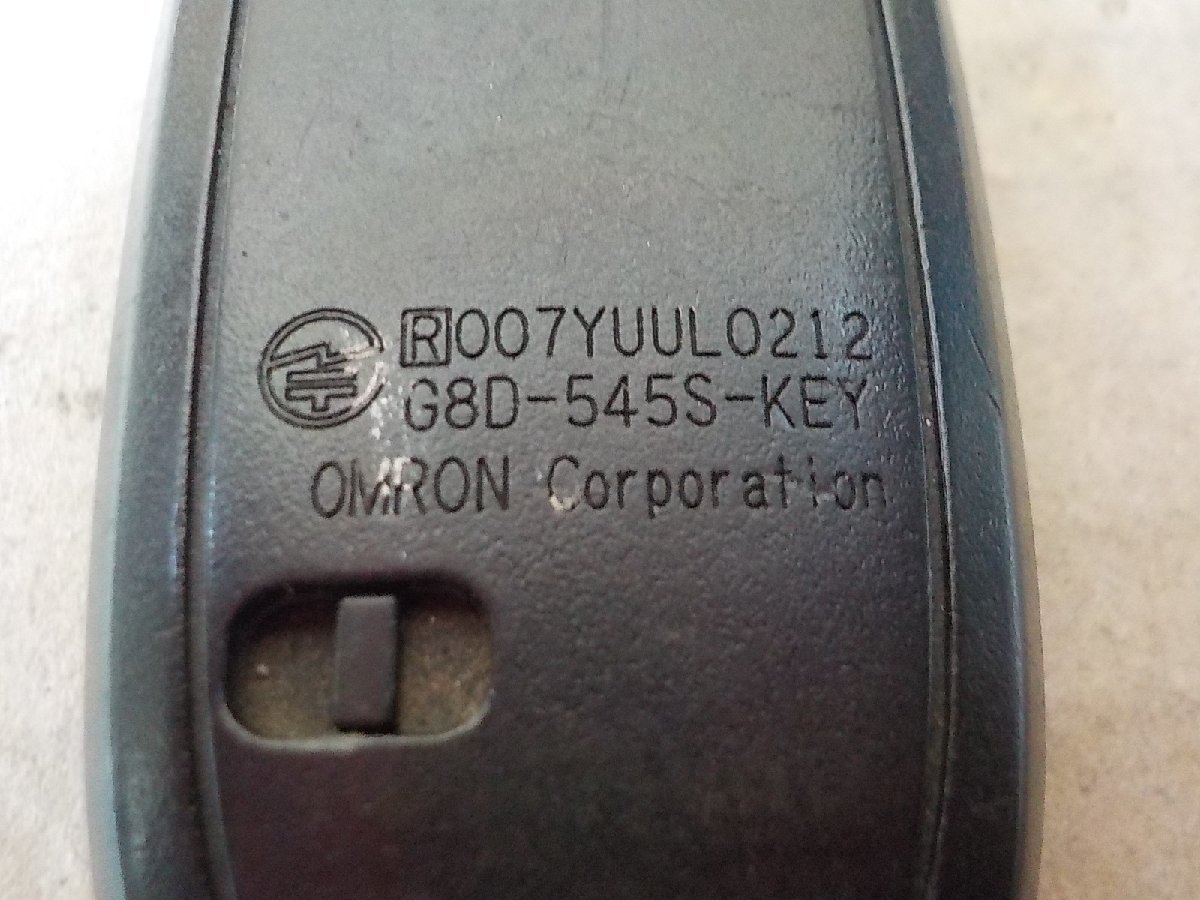 R007YUUL0212
G8D-545S-KEY
OMRON Corporation